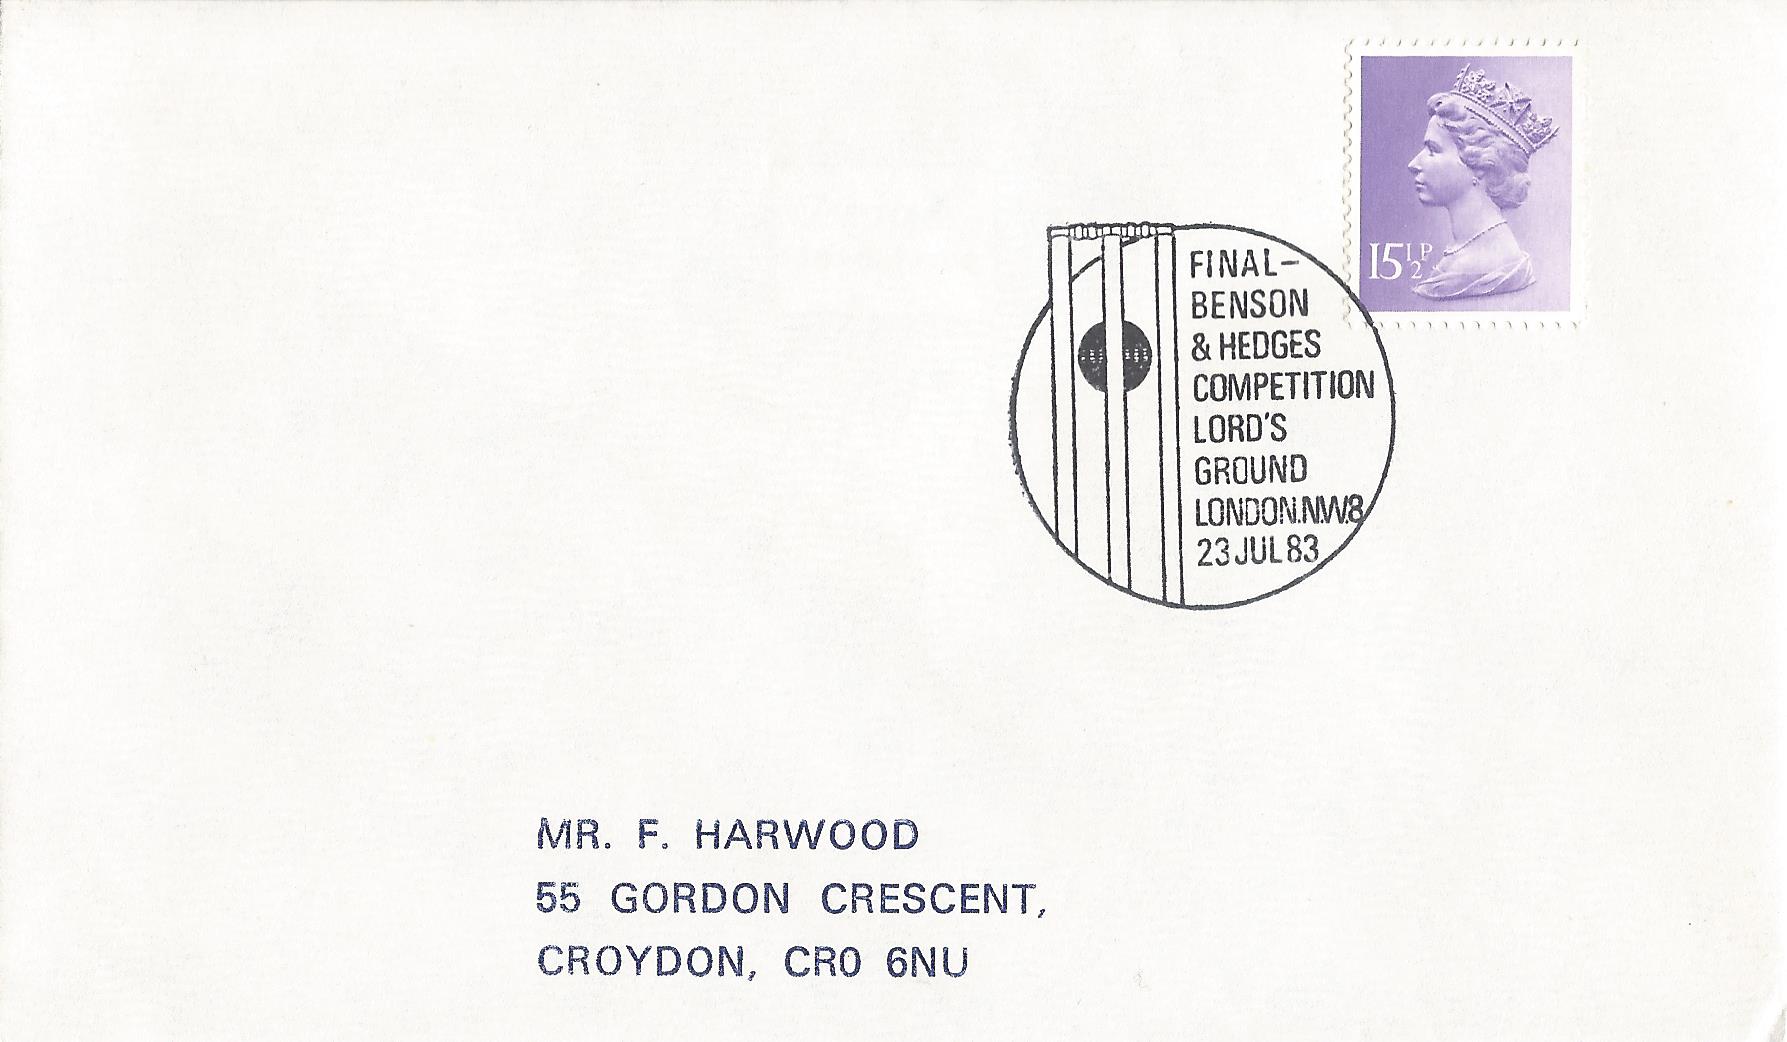 15½P
FINAL-
BENSON
& HEDGES
COMPETITION
LORD'S
GROUND
LONDON.N.W.8
23 JUL 83
MR. F. HARWOOD
55 GORDON CRESCENT,
CROYDON, CR0 6NU